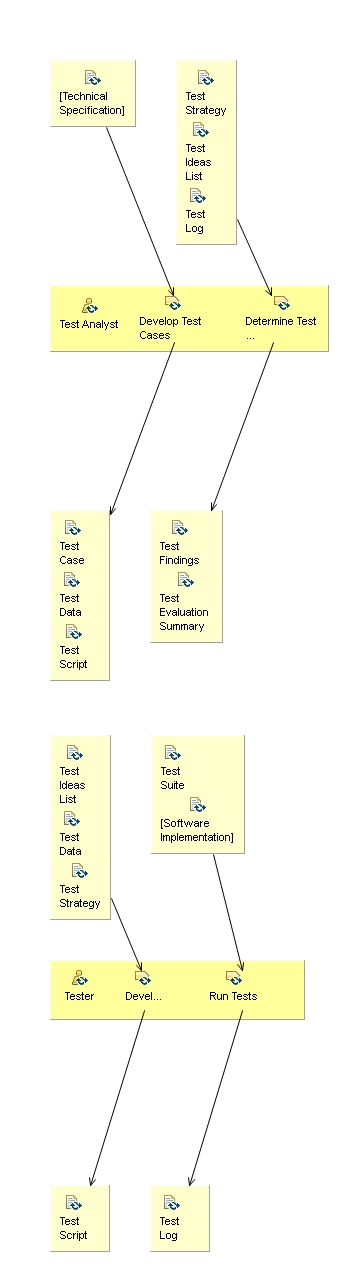 [Technical
Specification]
Test
Strategy
Test
Ideas
List
Test
Log
Test Analyst
Develop Test
Cases
Determine Test
...
Test
Case
Test
Data
Test
Script
Test
Findings
Test
Evaluation
Summary
Test
Ideas
List
Test
Data
Test
Strategy
Test
Suite
[Software
Implementation]
Tester
Devel...
Run Tests
Test
Script
Test
Log